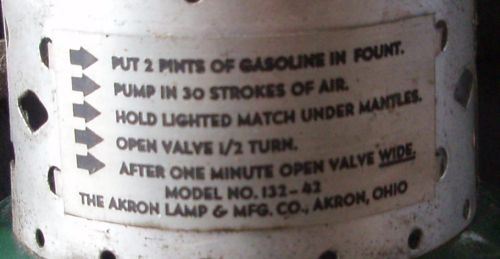 PUT 2 PINTS OF GASOLINE IN FOUNT.
PUMP IN 30 STROKES OF AIR.
HOLD LIGHTED MATCH UNDER MANTLES.
OPEN VALVE 1/2 TURN.
AFTER ONE MINUTE OPEN VALVE WIDE.
MODEL NO. 132-42
THE AKRON LAMP & MFG. CO., AKRON, OHIO